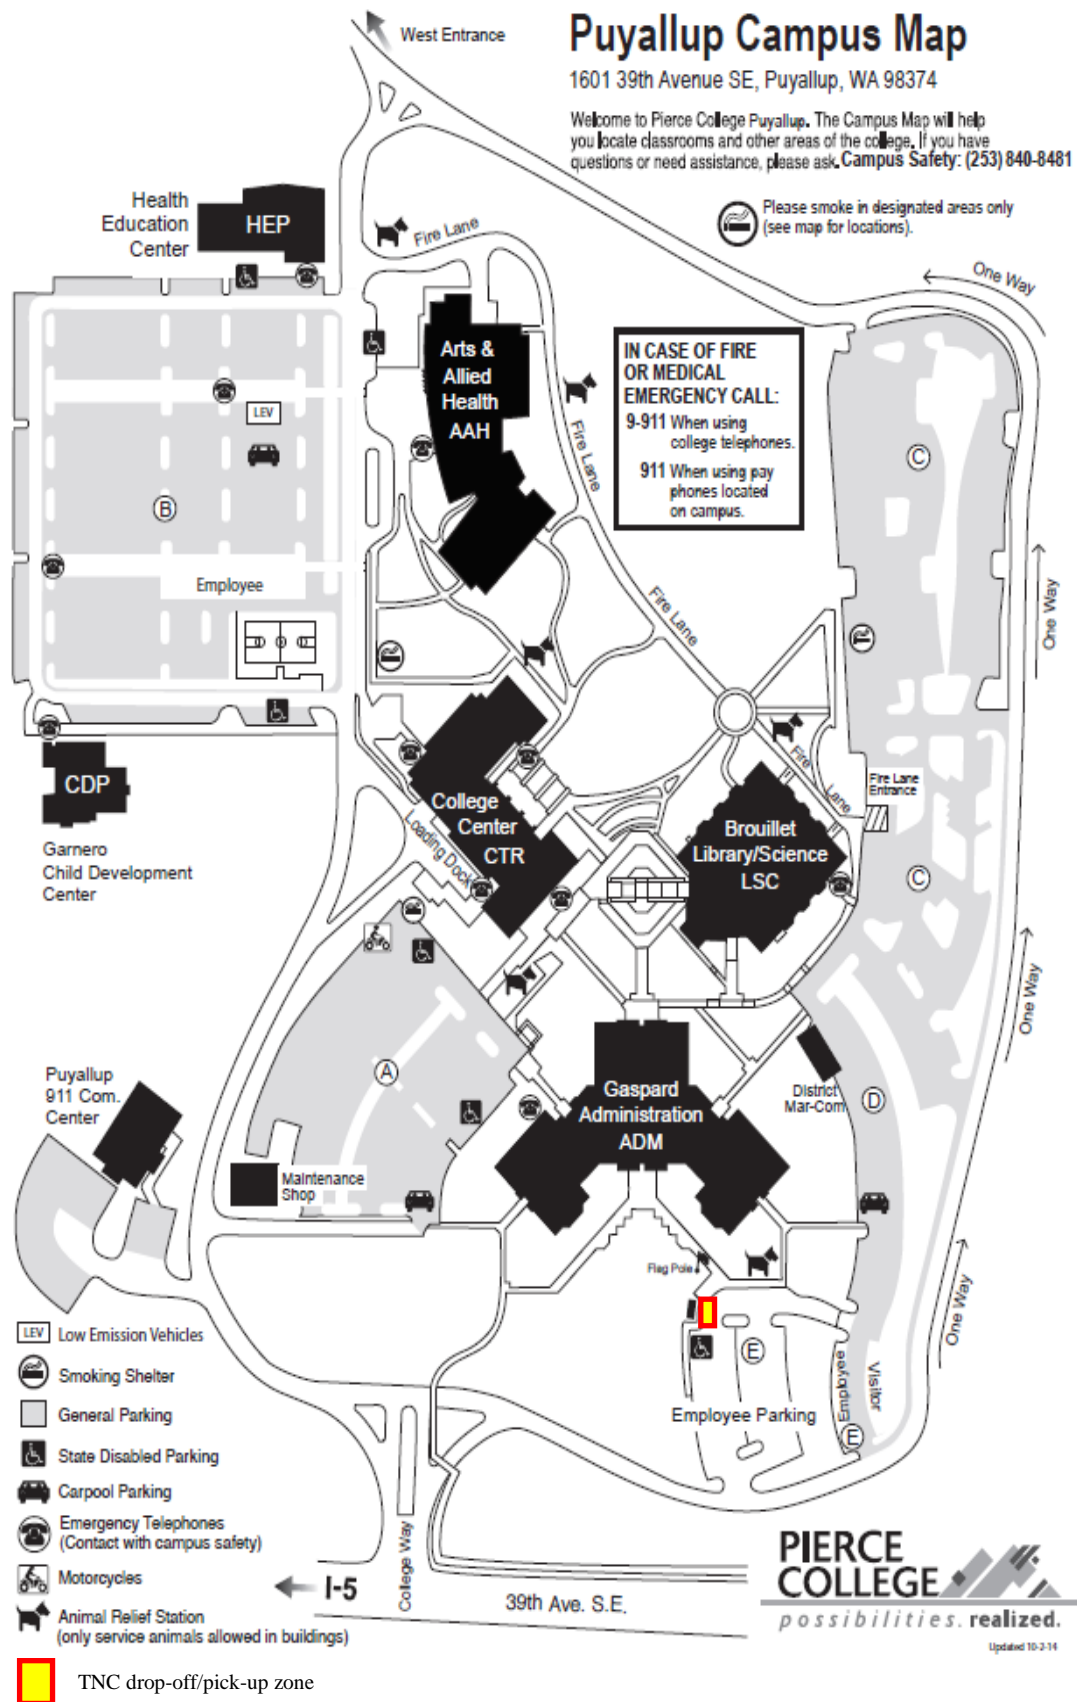 West Entrance
Puyallup Campus Map
1601 39th Avenue SE, Puyallup, WA 98374
Welcome to Pierce College Puyallup. The Campus Map will help
you locate classrooms and other areas of the college. If you have
questions or need assistance, please ask. Campus Safety: (253) 840-8481
Please smoke in designated areas only
(see map for locations).
Health
Education
Center
HEP
Fire Lane
One Way
Arts &
Allied
Health
AAH
IN CASE OF FIRE
OR MEDICAL
EMERGENCY CALL:
9-911 When using
college telephones.
911 When using pay
phones located
on campus.
LEV
B
C
Fire Lane
Employee
Fire Lane
One Way
CDP
Garnero
Child Development
Center
College
Center
CTR
Loading Dock
Fire Lane
Fire Lane
Entrance
Brouillet
Library/Science
LSC
C
One Way
A
Puyallup
911 Com.
Center
Gaspard
Administration
ADM
District
Mar-Com
D
Maintenance
Shop
Flag Pole
One Way
E
Employee
Visitor
Employee Parking
E
LEV Low Emission Vehicles
Smoking Shelter
General Parking
State Disabled Parking
Carpool Parking
Emergency Telephones
(Contact with campus safety)
Motorcycles
Animal Relief Station
(only service animals allowed in buildings)
TNC drop-off/pick-up zone
I-5
College Way
39th Ave. S.E.
PIERCE
COLLEGE
possibilities. realized.
Updated 10-2-14